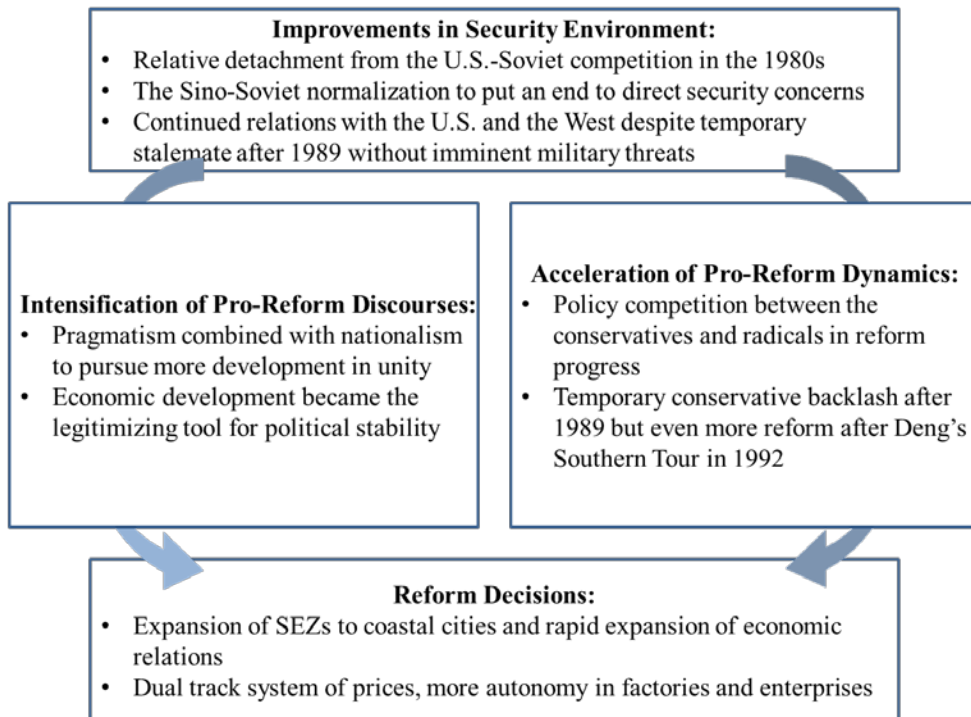 Improvements in Security Environment:
• Relative detachment from the U.S.-Soviet competition in the 1980s
• The Sino-Soviet normalization to put an end to direct security concerns
• Continued relations with the U.S. and the West despite temporary
stalemate after 1989 without imminent military threats
Intensification of Pro-Reform Discourses:
• Pragmatism combined with nationalism
to pursue more development in unity
• Economic development became the
legitimizing tool for political stability
Acceleration of Pro-Reform Dynamics:
• Policy competition between the
conservatives and radicals in reform
progress
• Temporary conservative backlash after
1989 but even more reform after Deng's
Southern Tour in 1992
Reform Decisions:
• Expansion of SEZs to coastal cities and rapid expansion of economic
relations
• Dual track system of prices, more autonomy in factories and enterprises